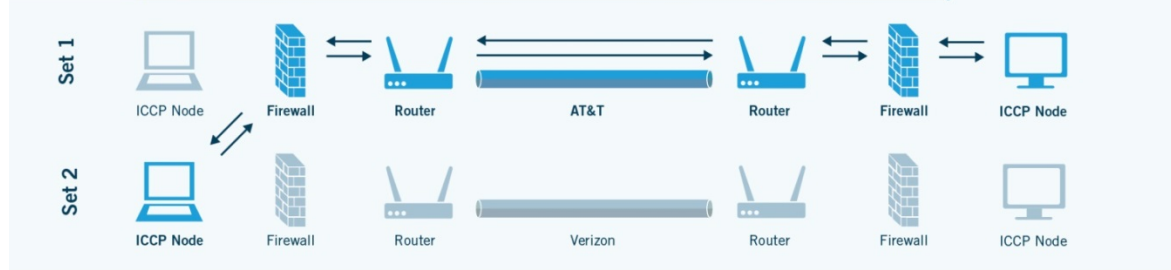 Set 1
ICCP Node Firewall Router AT&T Router Firewall ICCP Node
Set 2
ICCP Node Firewall Router Verizon Router Firewall ICCP Node